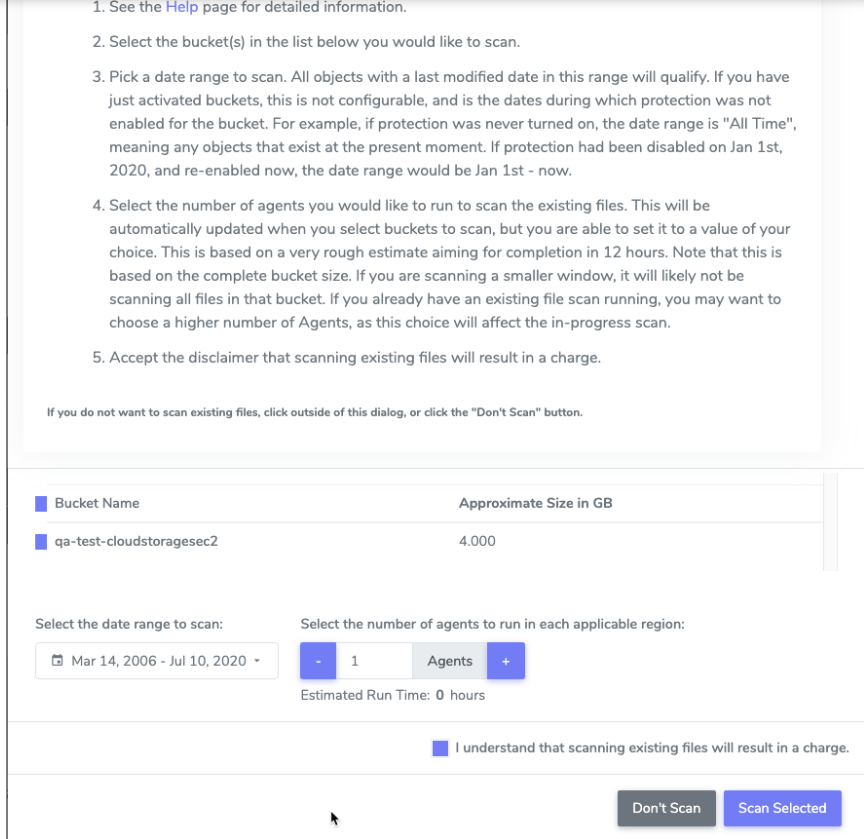 1. See the Help page for detailed information.
2. Select the bucket(s) in the list below you would like to scan.
3. Pick a date range to scan. All objects with a last modified date in this range will qualify. If you have
just activated buckets, this is not configurable, and is the dates during which protection was not
enabled for the bucket. For example, if protection was never turned on, the date range is "All Time",
meaning any objects that exist at the present moment. If protection had been disabled on Jan 1st,
2020, and re-enabled now, the date range would be Jan 1st - now.
4. Select the number of agents you would like to run to scan the existing files. This will be
automatically updated when you select buckets to scan, but you are able to set it to a value of your
choice. This is based on a very rough estimate aiming for completion in 12 hours. Note that this is
based on the complete bucket size. If you are scanning a smaller window, it will likely not be
scanning all files in that bucket. If you already have an existing file scan running, you may want to
choose a higher number of Agents, as this choice will affect the in-progress scan.
5. Accept the disclaimer that scanning existing files will result in a charge.
If you do not want to scan existing files, click outside of this dialog, or click the "Don't Scan" button.
Bucket Name Approximate Size in GB
qa-test-cloudstoragesec2 4.000
Select the date range to scan: Select the number of agents to run in each applicable region:
Mar 14, 2006 - Jul 10, 2020 - 1 Agents +
Estimated Run Time: 0 hours
I understand that scanning existing files will result in a charge.
Don't Scan Scan Selected